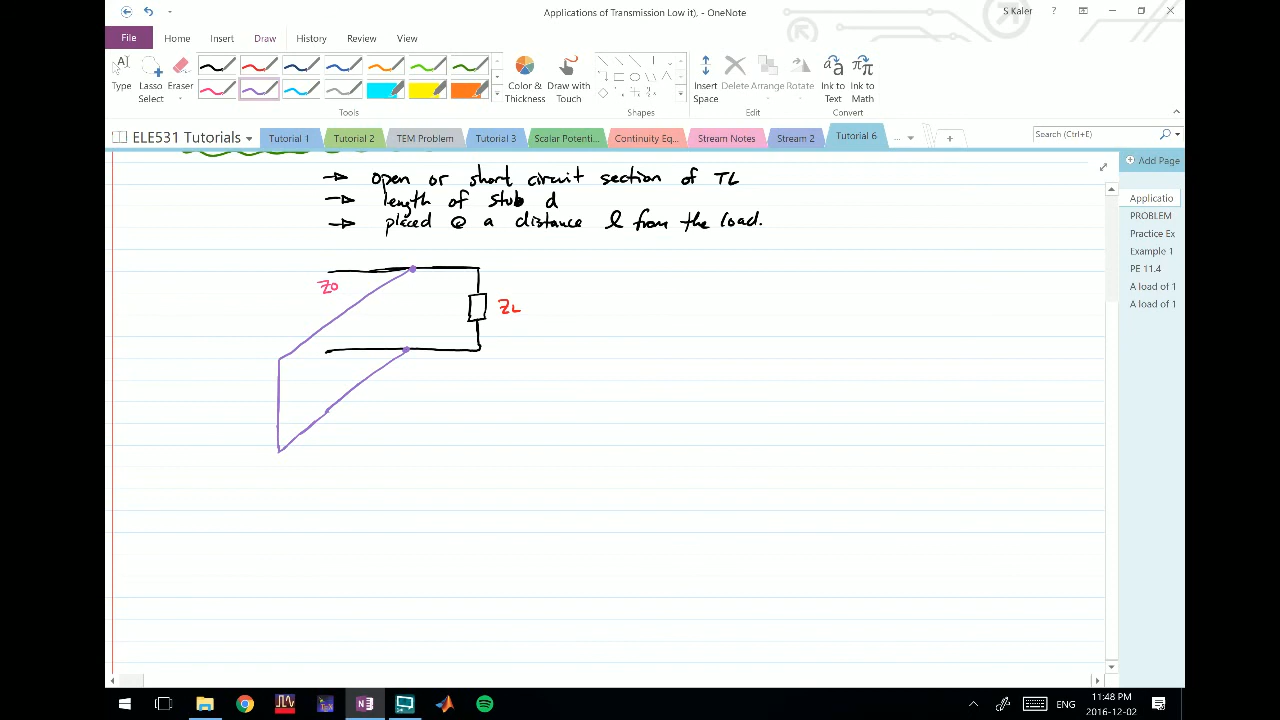 Applications of Transmission Low it), - OneNote
S Kaler
?
File Home Insert Draw History Review View
Type
Lasso Select
Eraser
Color & Thickness
Draw with Touch
Insert Space
Delete
Arrange
Rotate
Ink to Text
Ink to Math
Tools
Shapes
Edit
Convert
ELE531 Tutorials
Tutorial 1
Tutorial 2
TEM Problem
Tutorial 3
Scalar Potenti...
Continuity Eq...
Stream Notes
Stream 2
Tutorial 6
...
Search (Ctrl+E)
Add Page
Applicatio
PROBLEM
Practice Ex
Example 1
PE 11.4
A load of 1
A load of 1
→ open or short circuit section of TL
→ length of stub d
→ placed @ a distance l from the load.
Zo
ZL
ENG
11:48 PM
2016-12-02